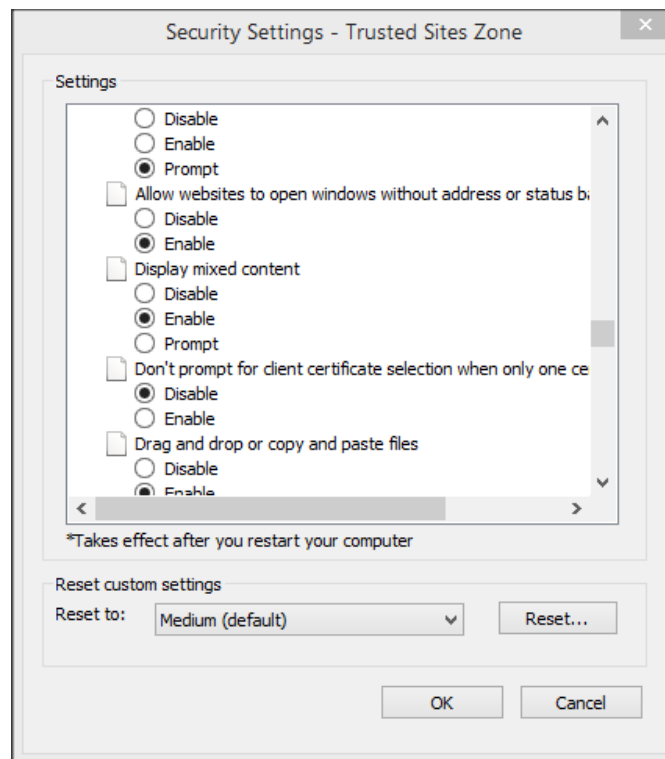 Security Settings - Trusted Sites Zone
Settings
Disable
Enable
Prompt
Allow websites to open windows without address or status ba
Disable
Enable
Display mixed content
Disable
Enable
Prompt
Don't prompt for client certificate selection when only one ce
Disable
Enable
Drag and drop or copy and paste files
Disable
Enable
*Takes effect after you restart your computer
Reset custom settings
Reset to:
Medium (default)
Reset...
OK
Cancel